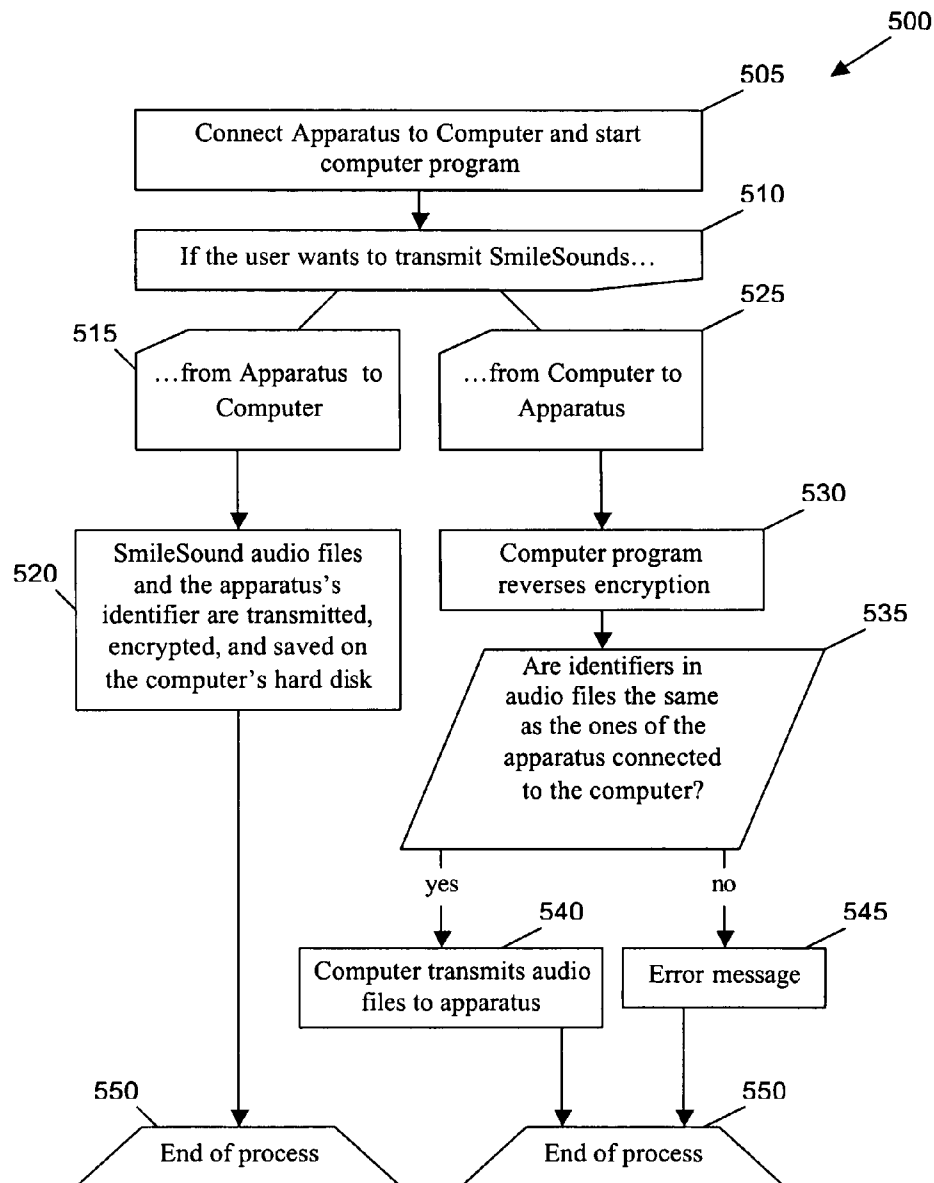 500
505
Connect Apparatus to Computer and start
computer program
510
If the user wants to transmit SmileSounds...
515
...from Apparatus to
Computer
525
...from Computer to
Apparatus
520
SmileSound audio files
and the apparatus's
identifier are transmitted,
encrypted, and saved on
the computer's hard disk
530
Computer program
reverses encryption
535
Are identifiers in
audio files the same
as the ones of the
apparatus connected
to the computer?
yes
no
540
Computer transmits audio
files to apparatus
545
Error message
550
End of process
550
End of process